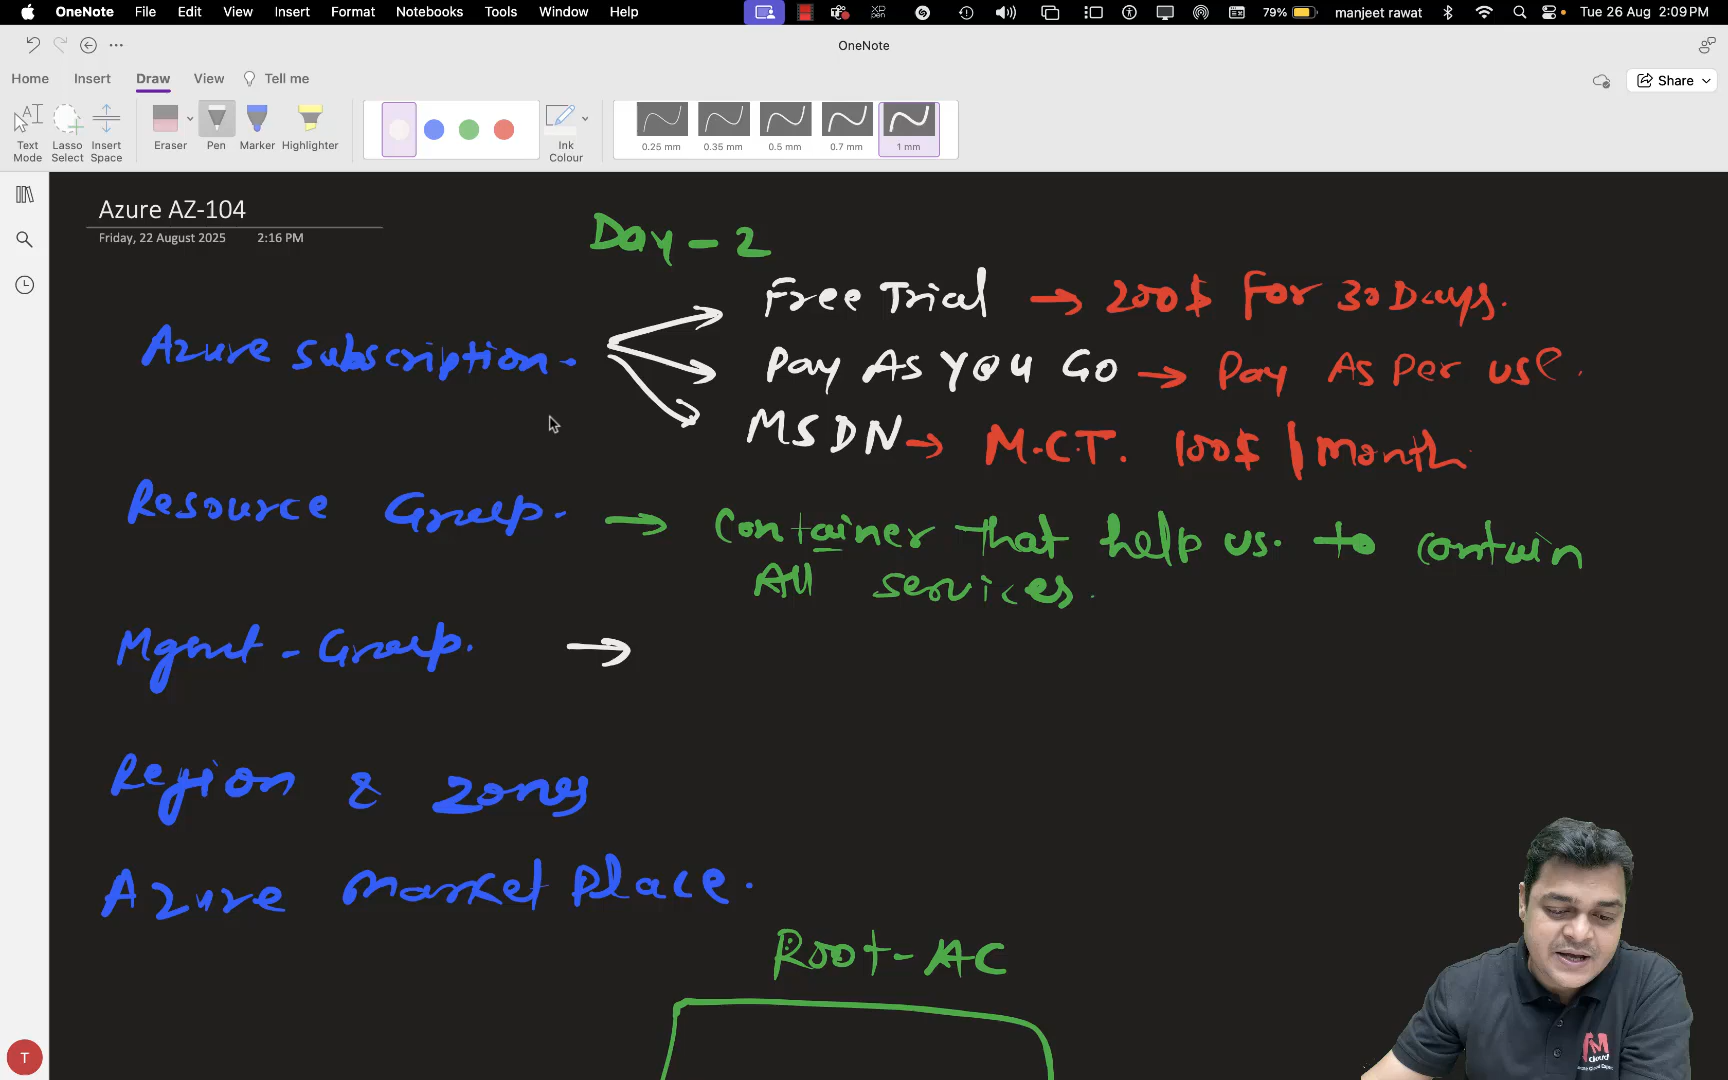 OneNote File Edit View Insert Format Notebooks Tools Window Help 79% manjeet rawat Tue 26 Aug 2:09 PM
OneNote
Home Insert Draw View Tell me Share
Text Mode
Lasso Select
Insert Space
Eraser Pen Marker Highlighter
Ink Colour
0.25 mm 0.35 mm 0.5 mm 0.7 mm 1 mm
Azure AZ-104
Friday, 22 August 2025 2:16 PM
Day - 2
Free Trial → 200$ For 30 Days.
Azure subscription.
Pay As You Go → Pay As Per use.
MSDN → M.C.T. 100$ | Month
Resource Group. → Container that help us. to contain
All services.
Mgmt - Group. →
Region & Zones
Azure market place.
Root - AC
T
M
Cloud